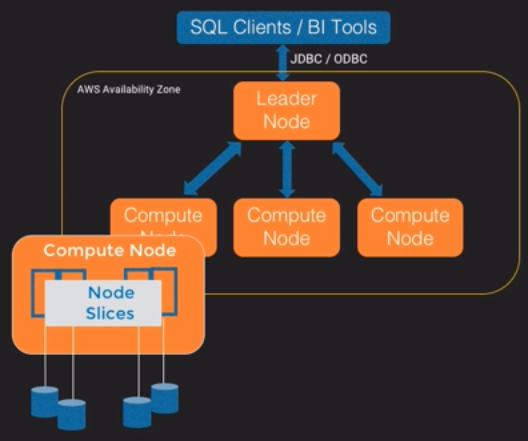 SQL Clients / BI Tools
JDBC / ODBC
AWS Availability Zone
Leader
Node
Compute
Node
Compute
Node
Compute
Node
Compute Node
Node
Slices